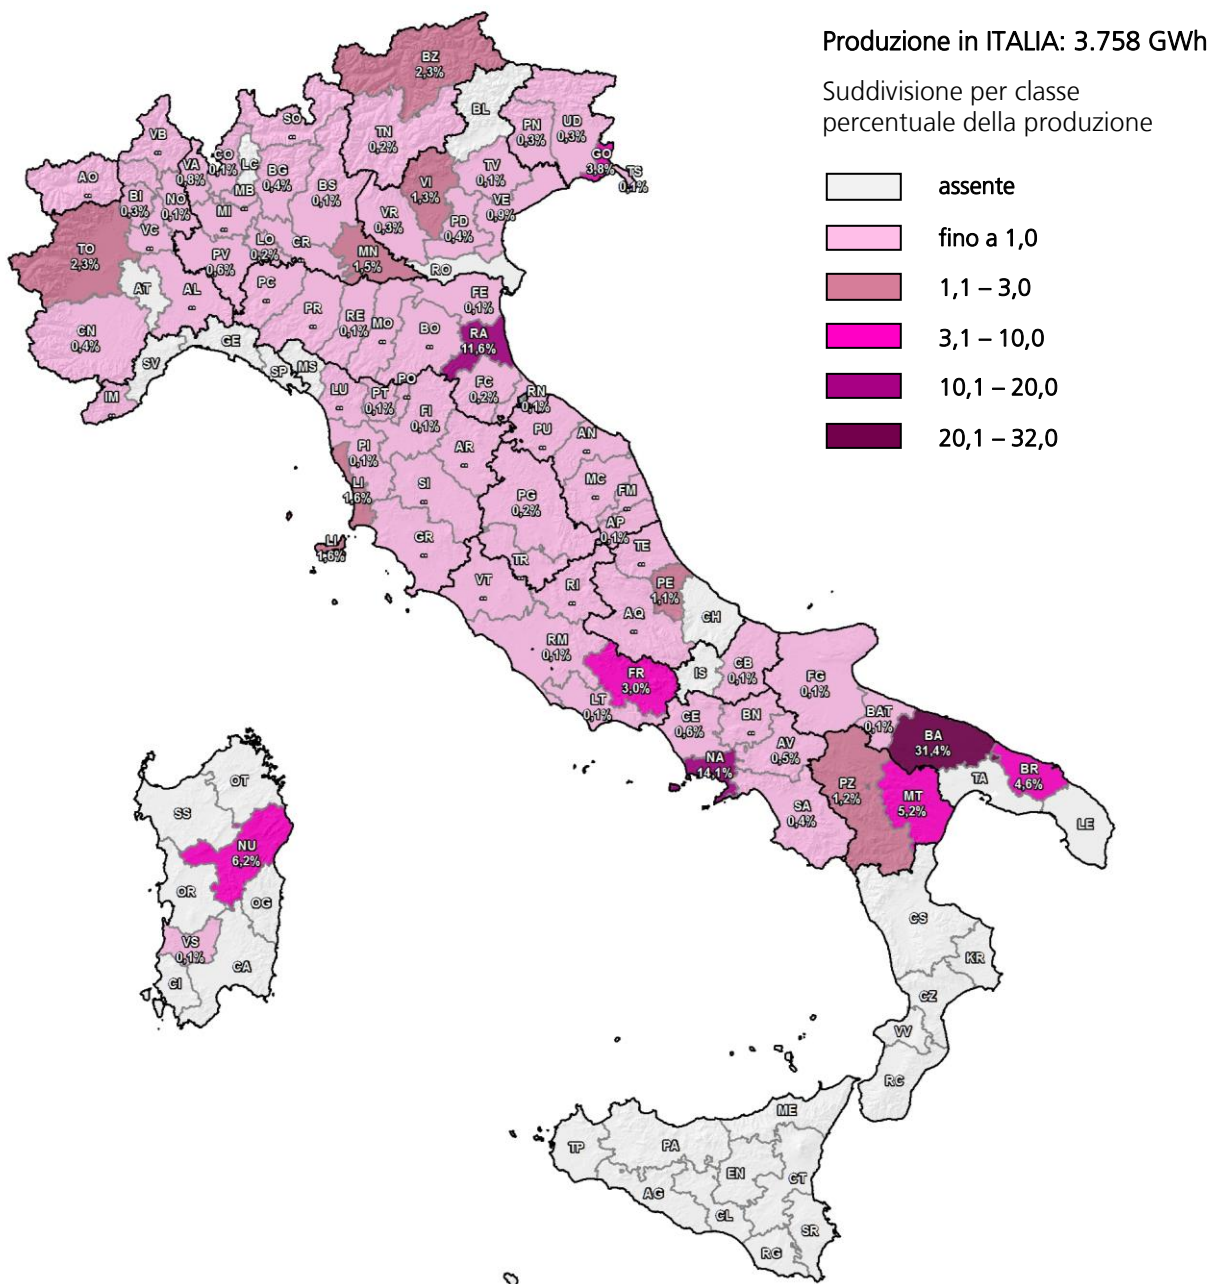 Produzione in ITALIA: 3.758 GWh
Suddivisione per classe
percentuale della produzione
assente
fino a 1,0
1,1 – 3,0
3,1 – 10,0
10,1 – 20,0
20,1 – 32,0
BZ
2,3%
BL
SO
--
TN
0,2%
PN
0,3%
UD
0,3%
GO
3,8%
TS
0,1%
VB
--
AO
--
VA
0,8%
CO
0,1%
LC
BG
0,4%
BS
0,1%
VI
1,3%
TV
0,1%
VE
0,9%
BI
0,3%
NO
0,1%
MB
--
MI
--
VR
0,3%
PD
0,4%
TO
2,3%
VC
--
PV
0,6%
LO
0,2%
CR
--
MN
1,5%
RO
AT
AL
--
PC
--
PR
--
RE
0,1%
MO
--
BO
--
FE
0,1%
RA
11,6%
CN
0,4%
GE
SV
SP
MS
IM
--
LU
--
PT
0,1%
PO
--
FI
0,1%
FC
0,2%
RN
0,1%
PU
--
AN
--
PI
0,1%
LI
1,6%
AR
--
SI
--
PG
0,2%
MC
--
FM
--
AP
0,1%
TE
--
LI
1,6%
GR
--
TR
--
VT
--
RI
--
PE
1,1%
AQ
--
CH
RM
0,1%
FR
3,0%
IS
CB
0,1%
FG
0,1%
LT
0,1%
CE
0,6%
BN
--
BAT
0,1%
BA
31,4%
NA
14,1%
AV
0,5%
PZ
1,2%
MT
5,2%
TA
BR
4,6%
LE
SA
0,4%
OT
SS
NU
6,2%
OR
OG
VS
0,1%
CA
CI
CS
KR
CZ
VV
RC
ME
TP
PA
EN
CT
AG
CL
SR
RG